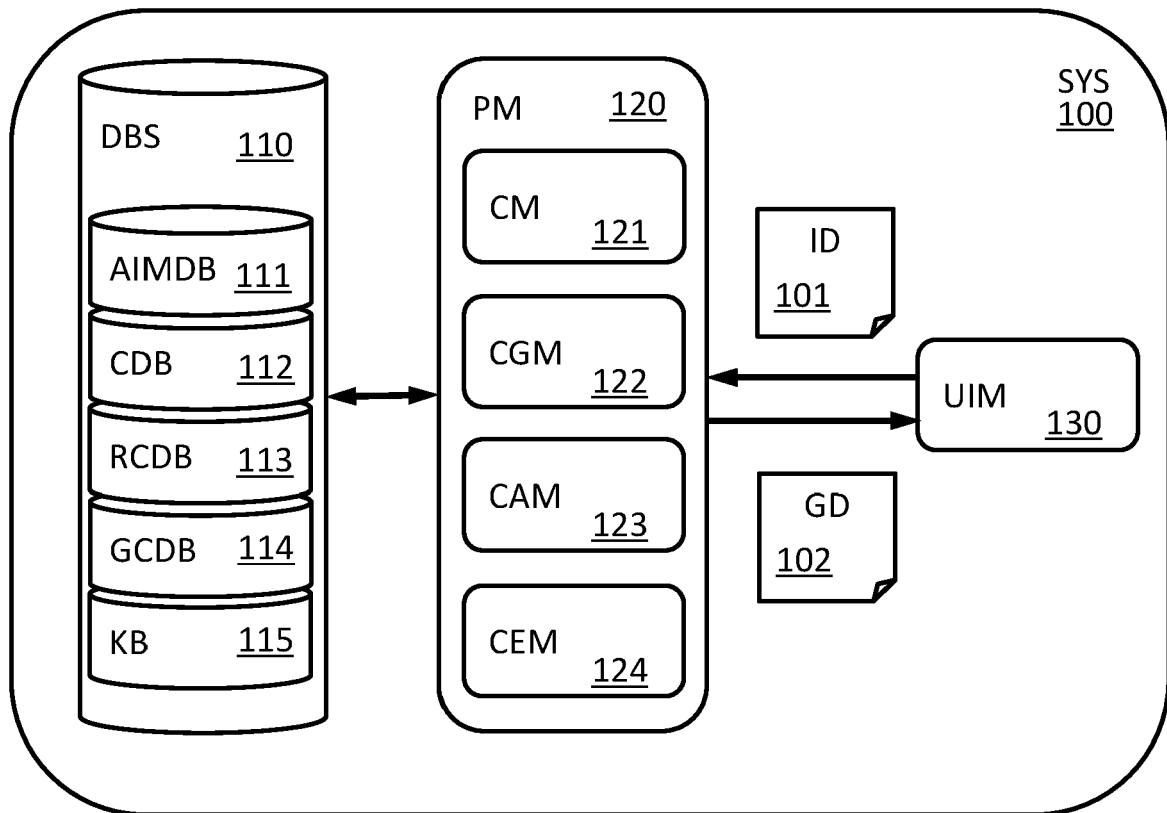 SYS
100
DBS 110
AIMDB 111
CDB 112
RCDB 113
GCDB 114
KB 115
PM 120
CM 121
CGM 122
CAM 123
CEM 124
ID
101
UIM 130
GD
102